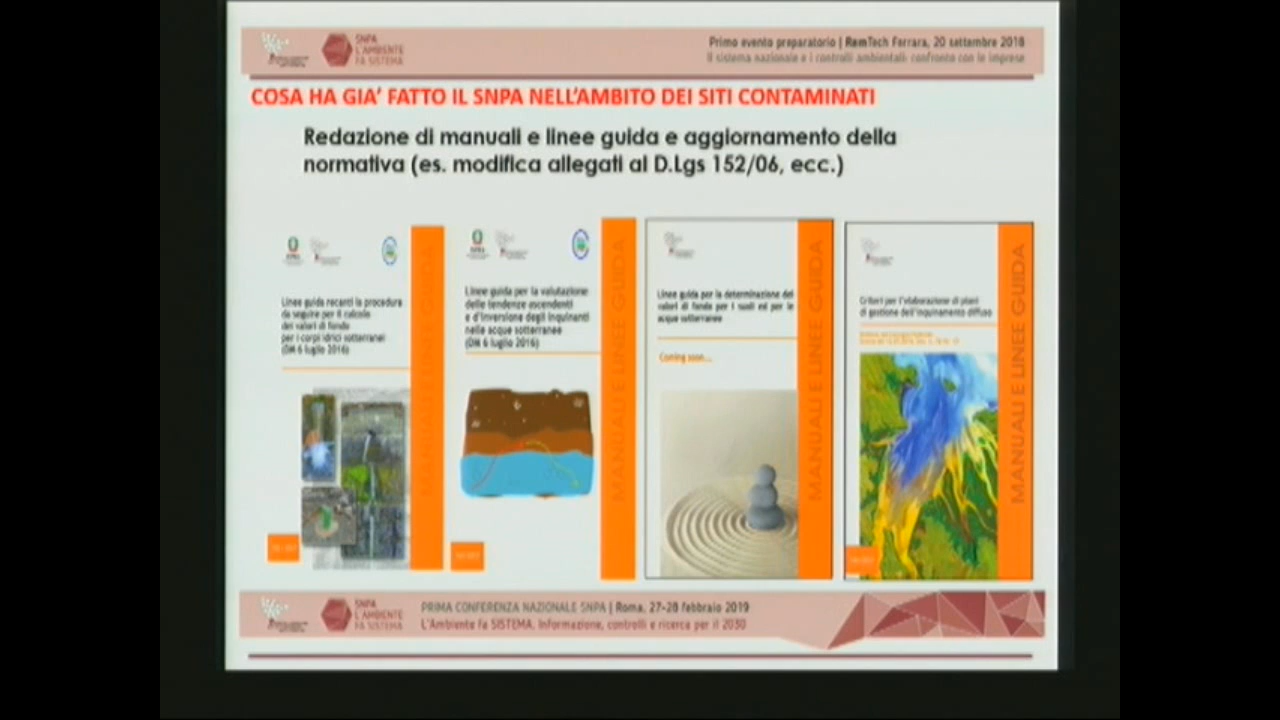 SNPA
L'AMBIENTE
FA SISTEMA
Primo evento preparatorio | RemTech Ferrara, 20 settembre 2018
Il sistema nazionale e i controlli ambientali: confronto con le imprese
COSA HA GIA' FATTO IL SNPA NELL'AMBITO DEI SITI CONTAMINATI
Redazione di manuali e linee guida e aggiornamento della
normativa (es. modifica allegati al D.Lgs 152/06, ecc.)
Linee guida recanti la procedura
da seguire per il calcolo
dei valori di fondo
per i corpi idrici sotterranei
(DM 6 luglio 2016)
Linee guida per la valutazione
delle tendenze ascendenti
e d'inversione degli inquinanti
nelle acque sotterranee
(DM 6 luglio 2016)
MANUALI E LINEE GUIDA
Linee guida per la determinazione dei
valori di fondo per i suoli ed per le
acque sotterranee
Coming soon...
MANUALI E LINEE GUIDA
Criteri per l'elaborazione di piani
di gestione dell'inquinamento diffuso
MANUALI E LINEE GUIDA
SNPA
L'AMBIENTE
FA SISTEMA
PRIMA CONFERENZA NAZIONALE SNPA | Roma, 27-28 febbraio 2019
L'Ambiente fa SISTEMA. Informazione, controlli e ricerca per il 2030